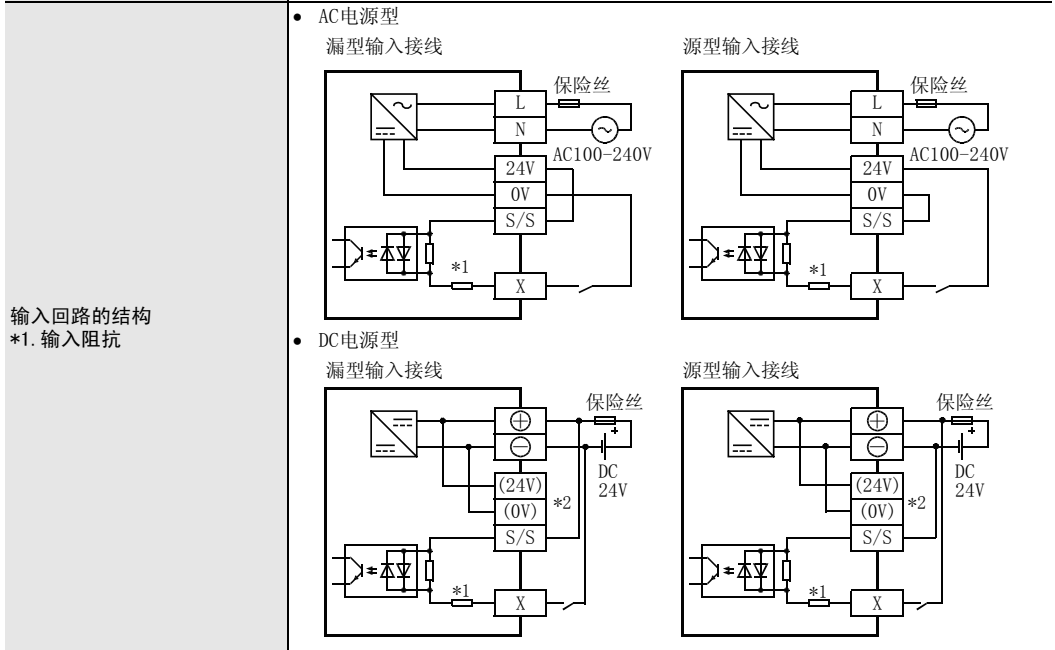 输入回路的结构
*1.输入阻抗
• AC电源型
漏型输入接线
保险丝
L
N
AC100-240V
24V
0V
S/S
*1
X
源型输入接线
保险丝
L
N
AC100-240V
24V
0V
S/S
*1
X
• DC电源型
漏型输入接线
保险丝
+
DC
24V
(24V)
(0V)
*2
S/S
*1
X
源型输入接线
保险丝
+
DC
24V
(24V)
(0V)
*2
S/S
*1
X